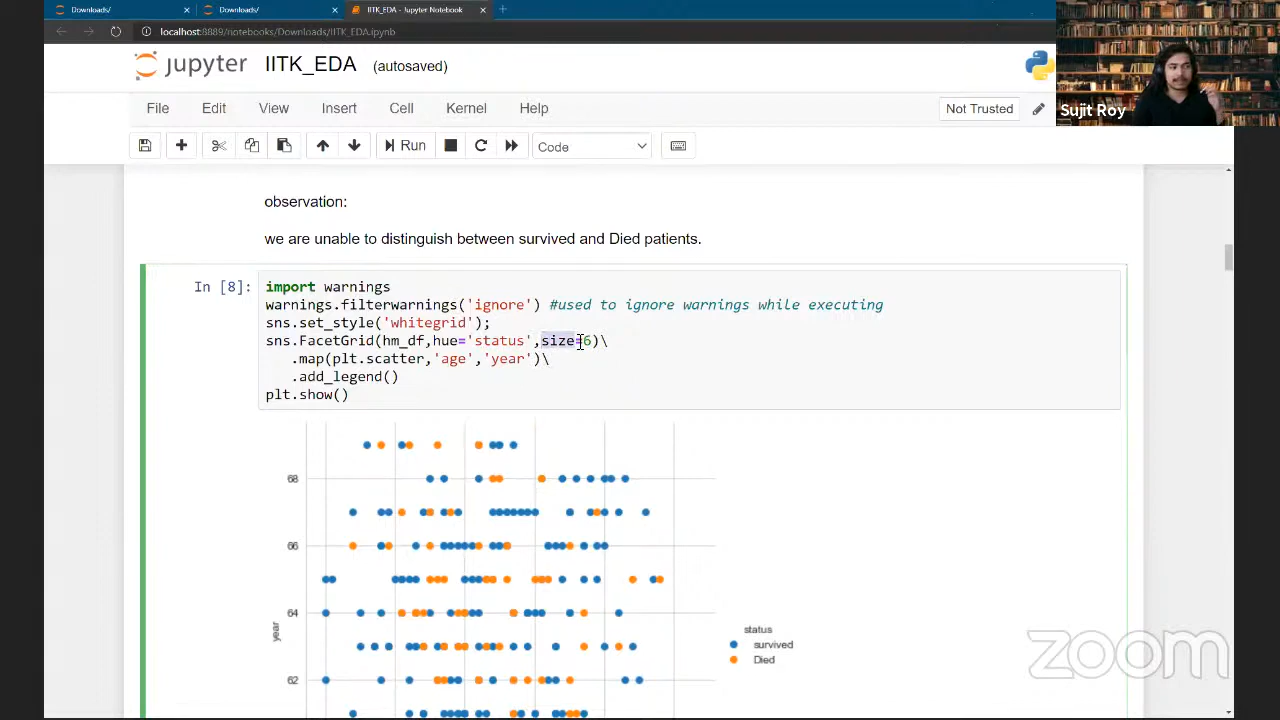 Downloads/
Downloads/
IITK_EDA - Jupyter Notebook
localhost:8889/notebooks/Downloads/IITK_EDA.ipynb
jupyter IITK_EDA (autosaved)
Sujit Roy
File Edit View Insert Cell Kernel Help
Not Trusted
Run
Code
observation:
we are unable to distinguish between survived and Died patients.
In [8]:
import warnings
warnings.filterwarnings('ignore') #used to ignore warnings while executing
sns.set_style('whitegrid');
sns.FacetGrid(hm_df,hue='status',size=6)\
.map(plt.scatter,'age','year')\
.add_legend()
plt.show()
68
66
64
62
year
status
survived
Died
zoom